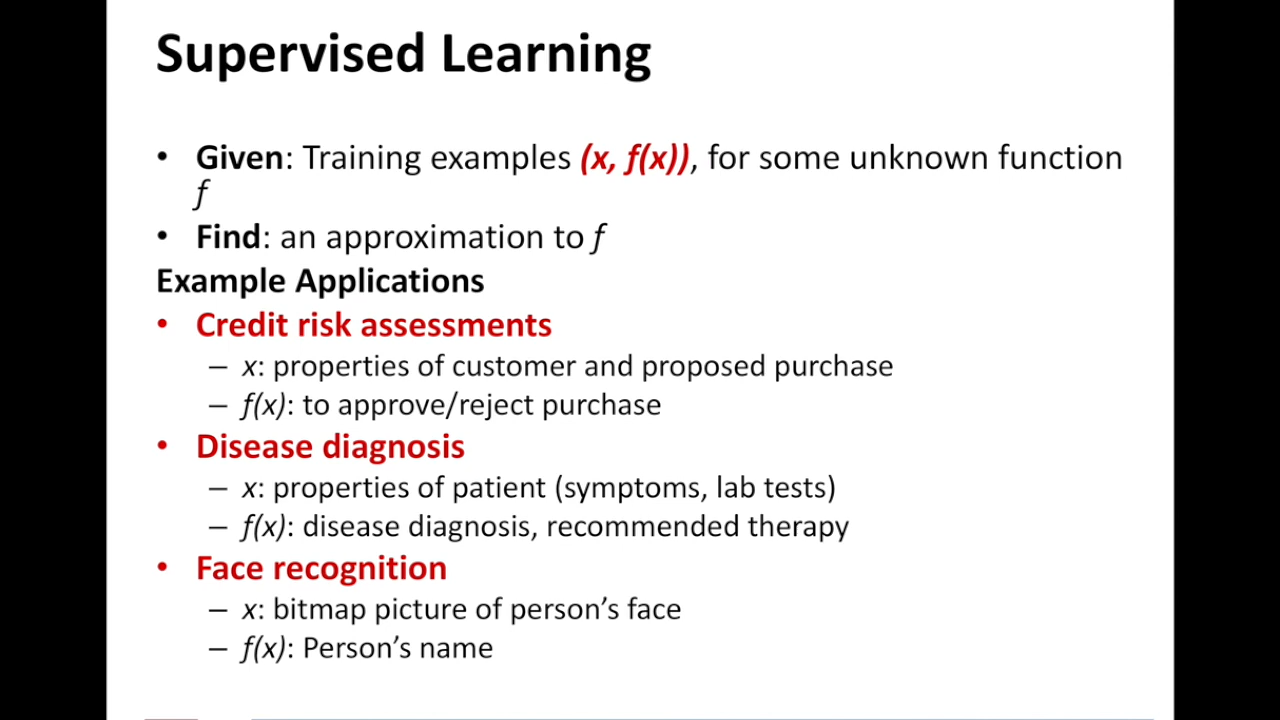 Supervised Learning
• Given: Training examples (x, f(x)), for some unknown function
f
• Find: an approximation to f
Example Applications
• Credit risk assessments
– x: properties of customer and proposed purchase
– f(x): to approve/reject purchase
• Disease diagnosis
– x: properties of patient (symptoms, lab tests)
– f(x): disease diagnosis, recommended therapy
• Face recognition
– x: bitmap picture of person’s face
– f(x): Person’s name